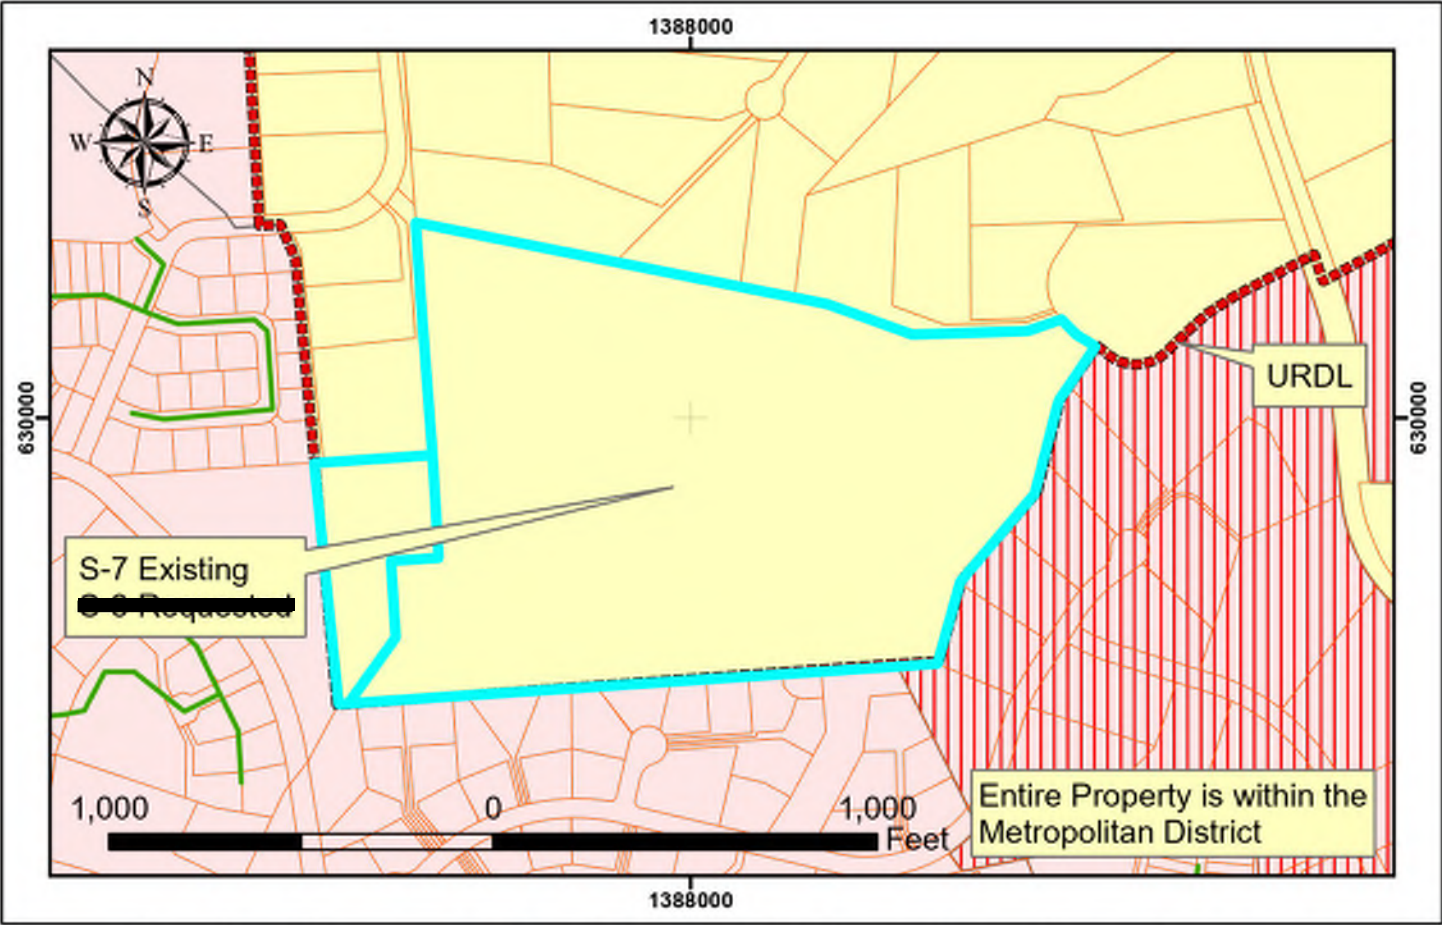 1388000
N
W E
S
630000
630000
URDL
S-7 Existing
Entire Property is within the
Metropolitan District
1,000 0 1,000
Feet
1388000